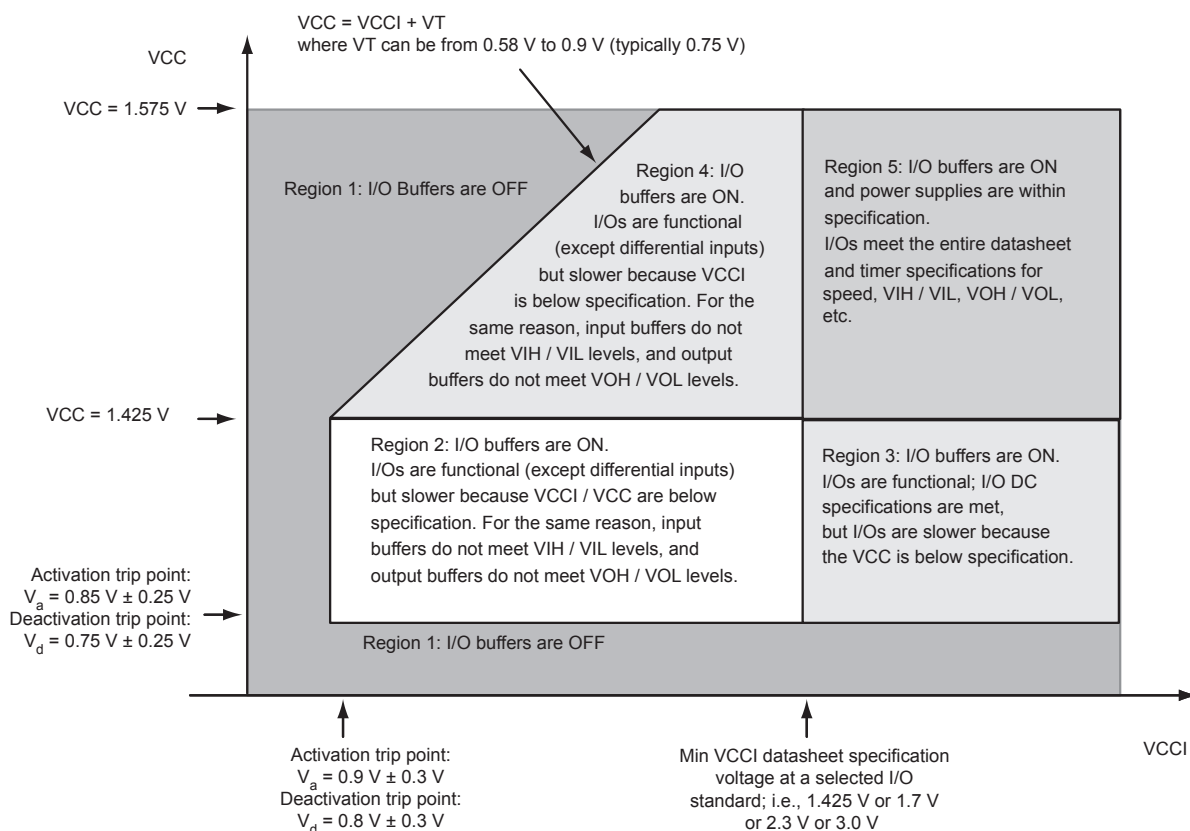 VCC = VCCI + VT
where VT can be from 0.58 V to 0.9 V (typically 0.75 V)
VCC
VCC = 1.575 V
Region 1: I/O Buffers are OFF
Region 4: I/O
buffers are ON.
I/Os are functional
(except differential inputs)
but slower because VCCI
is below specification. For the
same reason, input buffers do not
meet VIH / VIL levels, and output
buffers do not meet VOH / VOL levels.
Region 5: I/O buffers are ON
and power supplies are within
specification.
I/Os meet the entire datasheet
and timer specifications for
speed, VIH / VIL, VOH / VOL,
etc.
VCC = 1.425 V
Region 2: I/O buffers are ON.
I/Os are functional (except differential inputs)
but slower because VCCI / VCC are below
specification. For the same reason, input
buffers do not meet VIH / VIL levels, and
output buffers do not meet VOH / VOL levels.
Region 3: I/O buffers are ON.
I/Os are functional; I/O DC
specifications are met,
but I/Os are slower because
the VCC is below specification.
Activation trip point:
Va = 0.85 V ± 0.25 V
Deactivation trip point:
Vd = 0.75 V ± 0.25 V
Region 1: I/O buffers are OFF
VCCI
Activation trip point:
Va = 0.9 V ± 0.3 V
Deactivation trip point:
Vd = 0.8 V ± 0.3 V
Min VCCI datasheet specification
voltage at a selected I/O
standard; i.e., 1.425 V or 1.7 V
or 2.3 V or 3.0 V